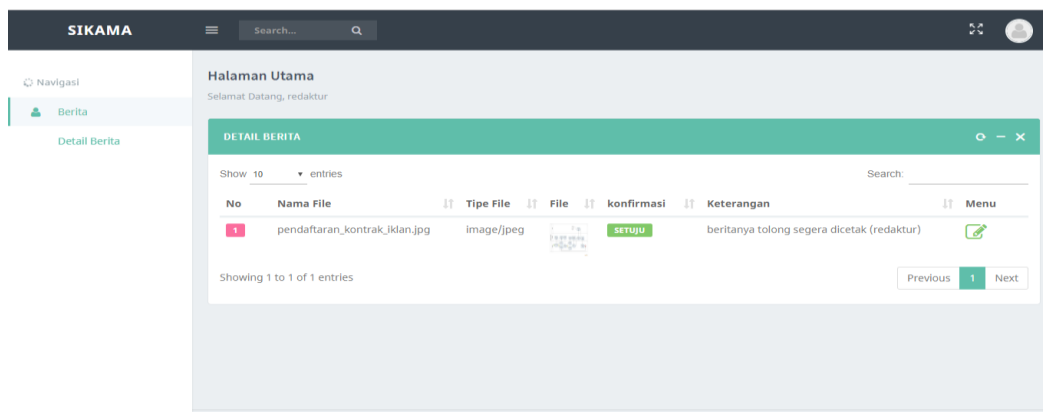 SIKAMA
Search...
Navigasi
Berita
Detail Berita
Halaman Utama
Selamat Datang, redaktur
DETAIL BERITA
Show 10 entries
Search:
No Nama File Tipe File File konfirmasi Keterangan Menu
1 pendaftaran_kontrak_iklan.jpg image/jpeg SETUJU beritanya tolong segera dicetak (redaktur)
Showing 1 to 1 of 1 entries
Previous 1 Next